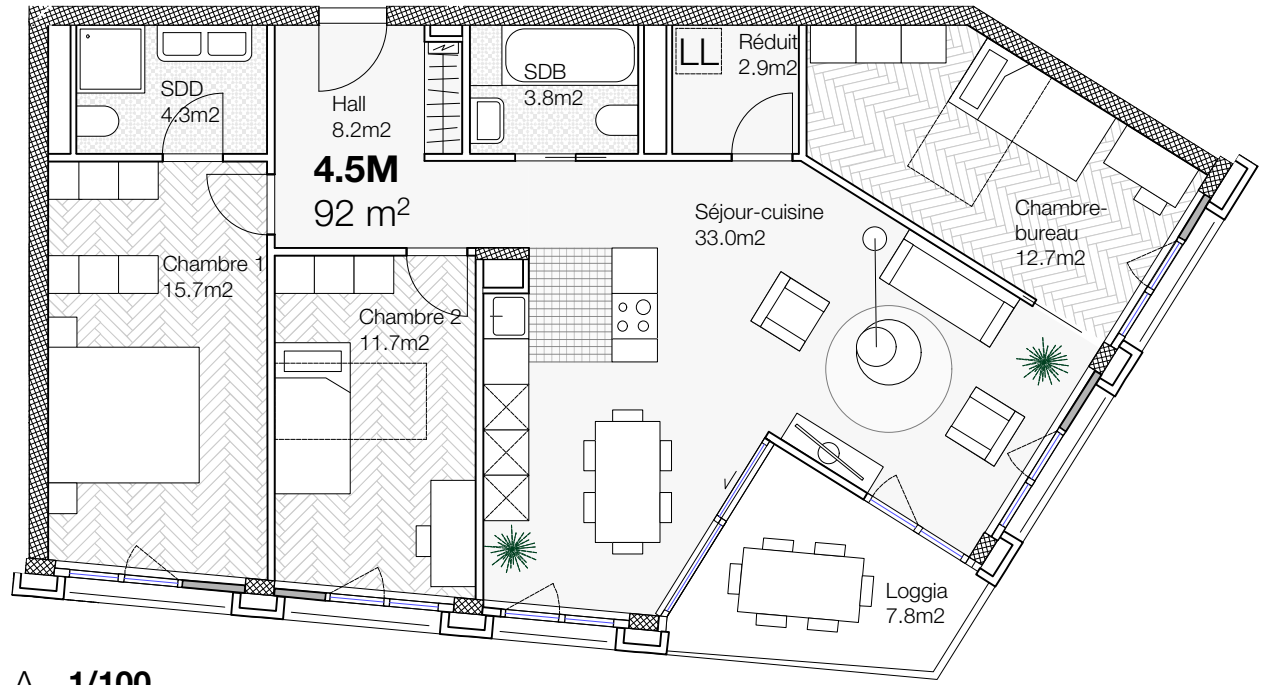 SDD
4.3m2
Hall
8.2m2
4.5M
92 m²
SDB
3.8m2
LL
Réduit
2.9m2
Séjour-cuisine
33.0m2
Chambre-
bureau
12.7m2
Chambre 1
15.7m2
Chambre 2
11.7m2
Loggia
7.8m2
1/100